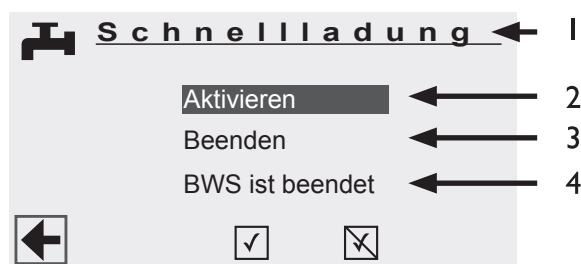 Schnellladung 1
Aktivieren 2
Beenden 3
BWS ist beendet 4